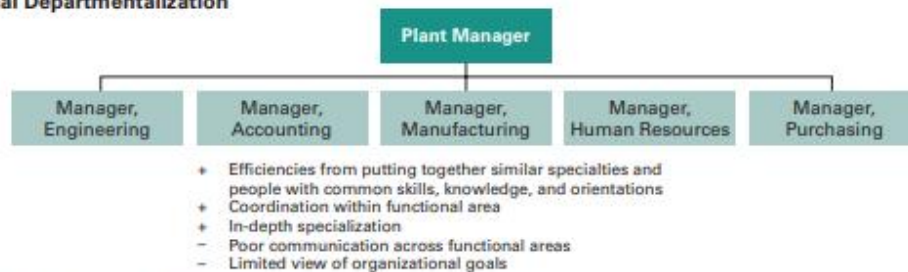 al Departmentalization
Plant Manager
Manager,
Engineering
Manager,
Accounting
Manager,
Manufacturing
Manager,
Human Resources
Manager,
Purchasing
+ Efficiencies from putting together similar specialties and
people with common skills, knowledge, and orientations
+ Coordination within functional area
+ In-depth specialization
– Poor communication across functional areas
– Limited view of organizational goals